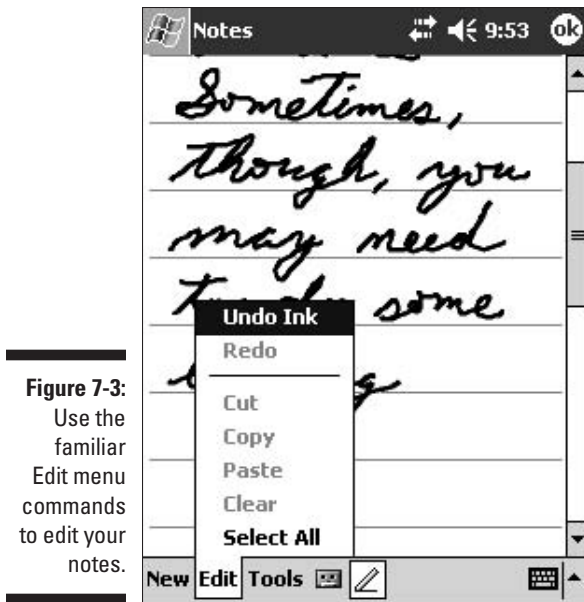 Notes 9:53 ok
Sometimes,
though, you
may need
some
Undo Ink
Redo
Cut
Copy
Paste
Clear
Select All
New Edit Tools
Figure 7-3:
Use the
familiar
Edit menu
commands
to edit your
notes.